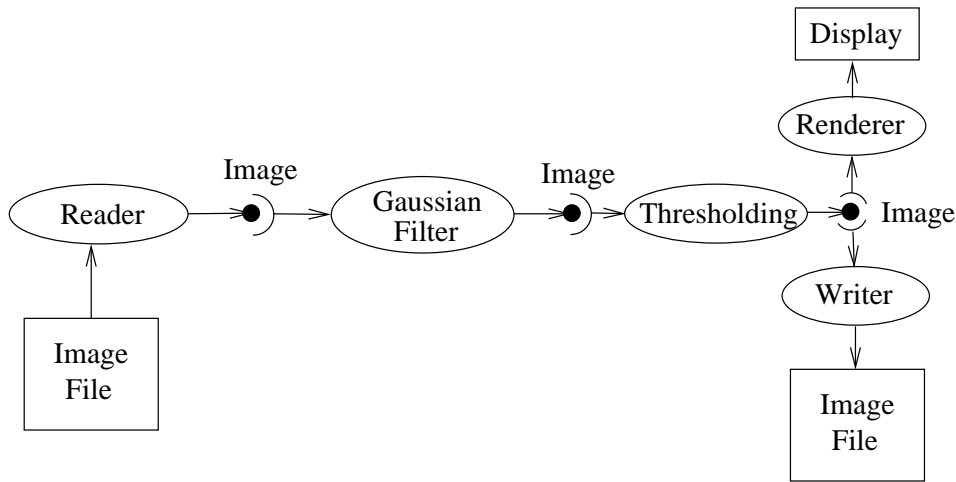 Display
Renderer
Image
Image
Reader
Gaussian
Filter
Thresholding
Image
Writer
Image
File
Image
File